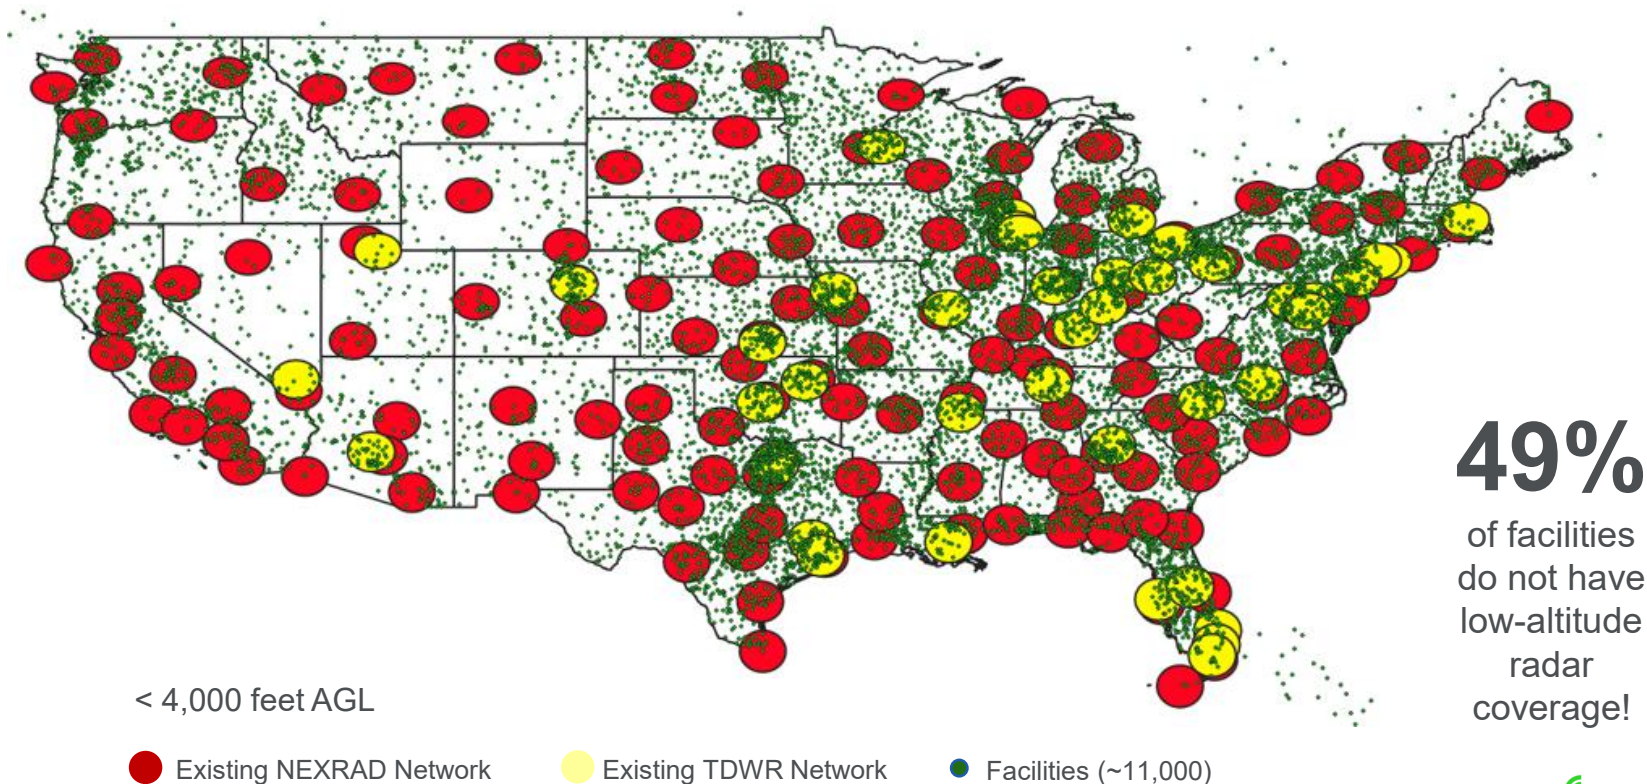 49%
of facilities
do not have
low-altitude
radar
coverage!
< 4,000 feet AGL
Existing NEXRAD Network
Existing TDWR Network
Facilities (~11,000)